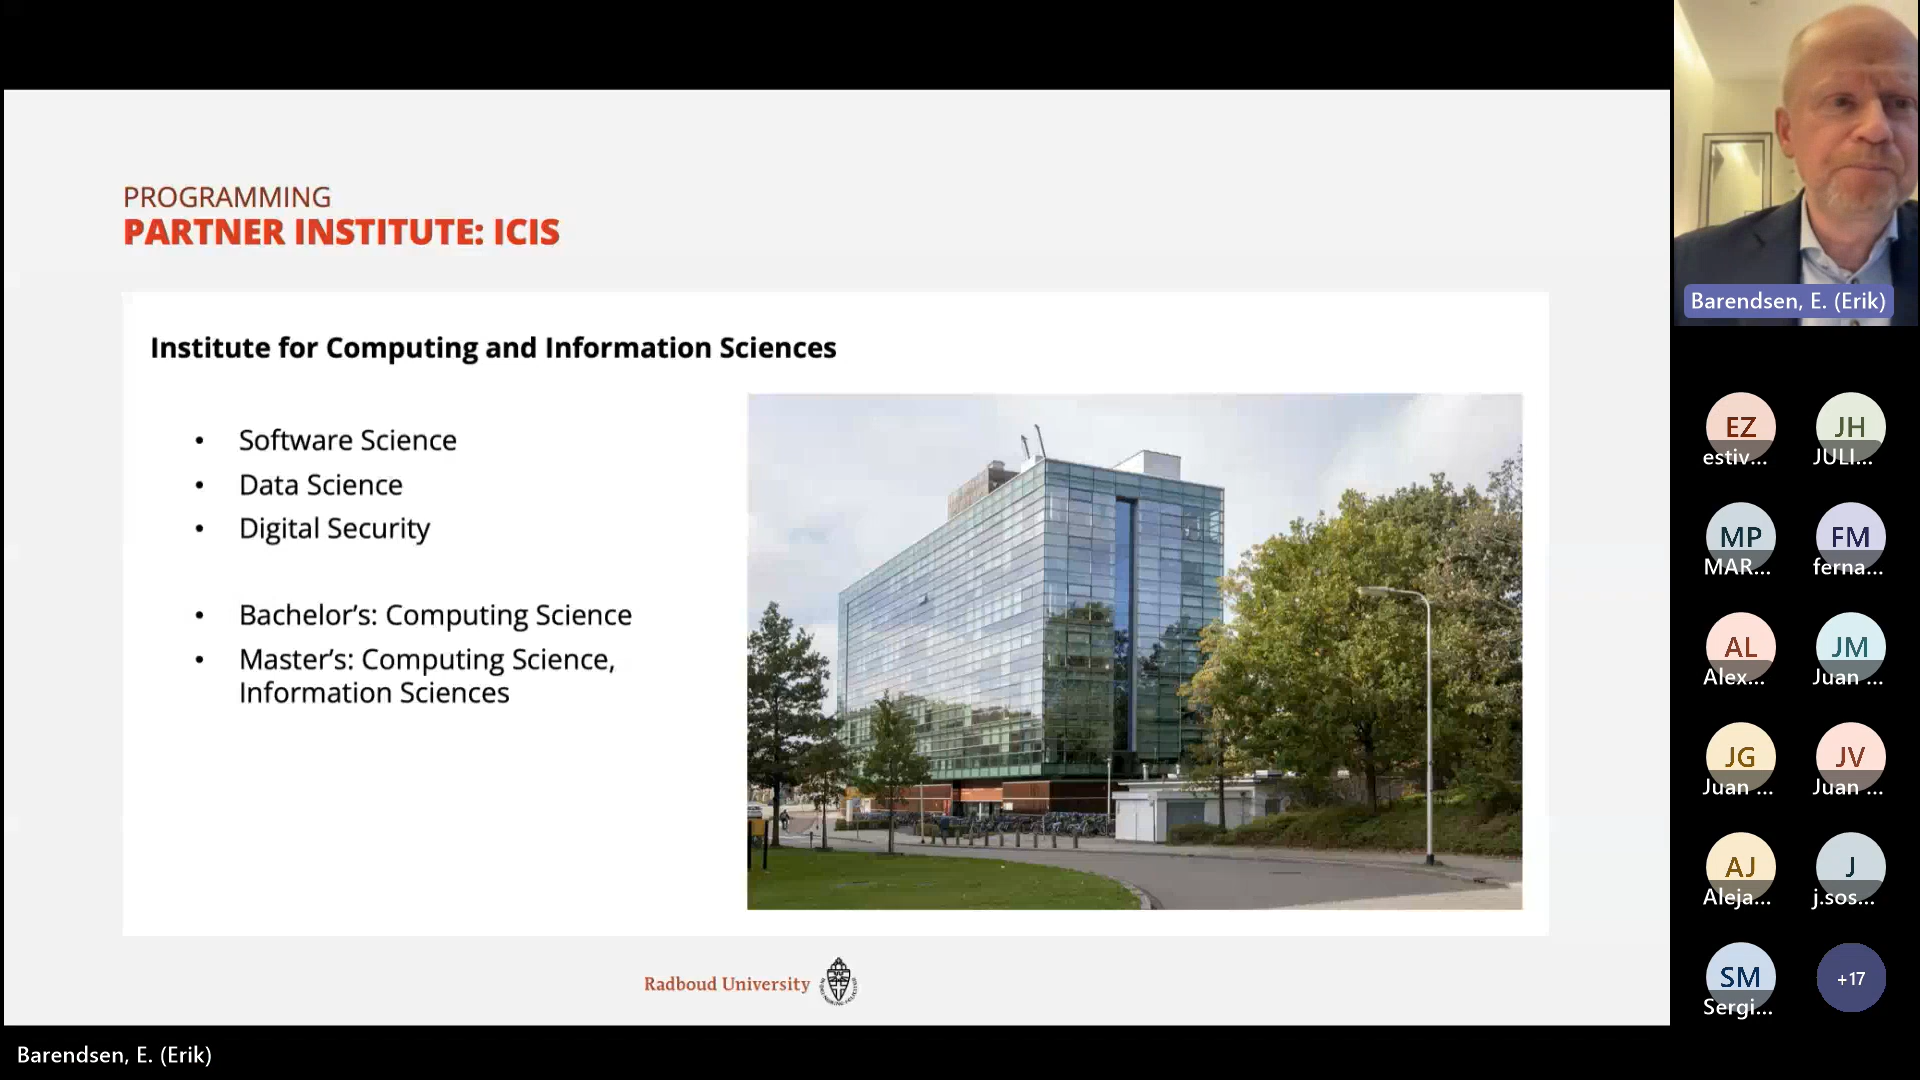 PROGRAMMING
PARTNER INSTITUTE: ICIS
Institute for Computing and Information Sciences
• Software Science
• Data Science
• Digital Security
• Bachelor’s: Computing Science
• Master’s: Computing Science,
Information Sciences
Radboud University
Barendsen, E. (Erik)
Barendsen, E. (Erik)
EZ
estiv...
JH
JULI...
MP
MAR...
FM
ferna...
AL
Alex...
JM
Juan ...
JG
Juan ...
JV
Juan ...
AJ
Aleja...
J
j.sos...
SM
Sergi...
+17